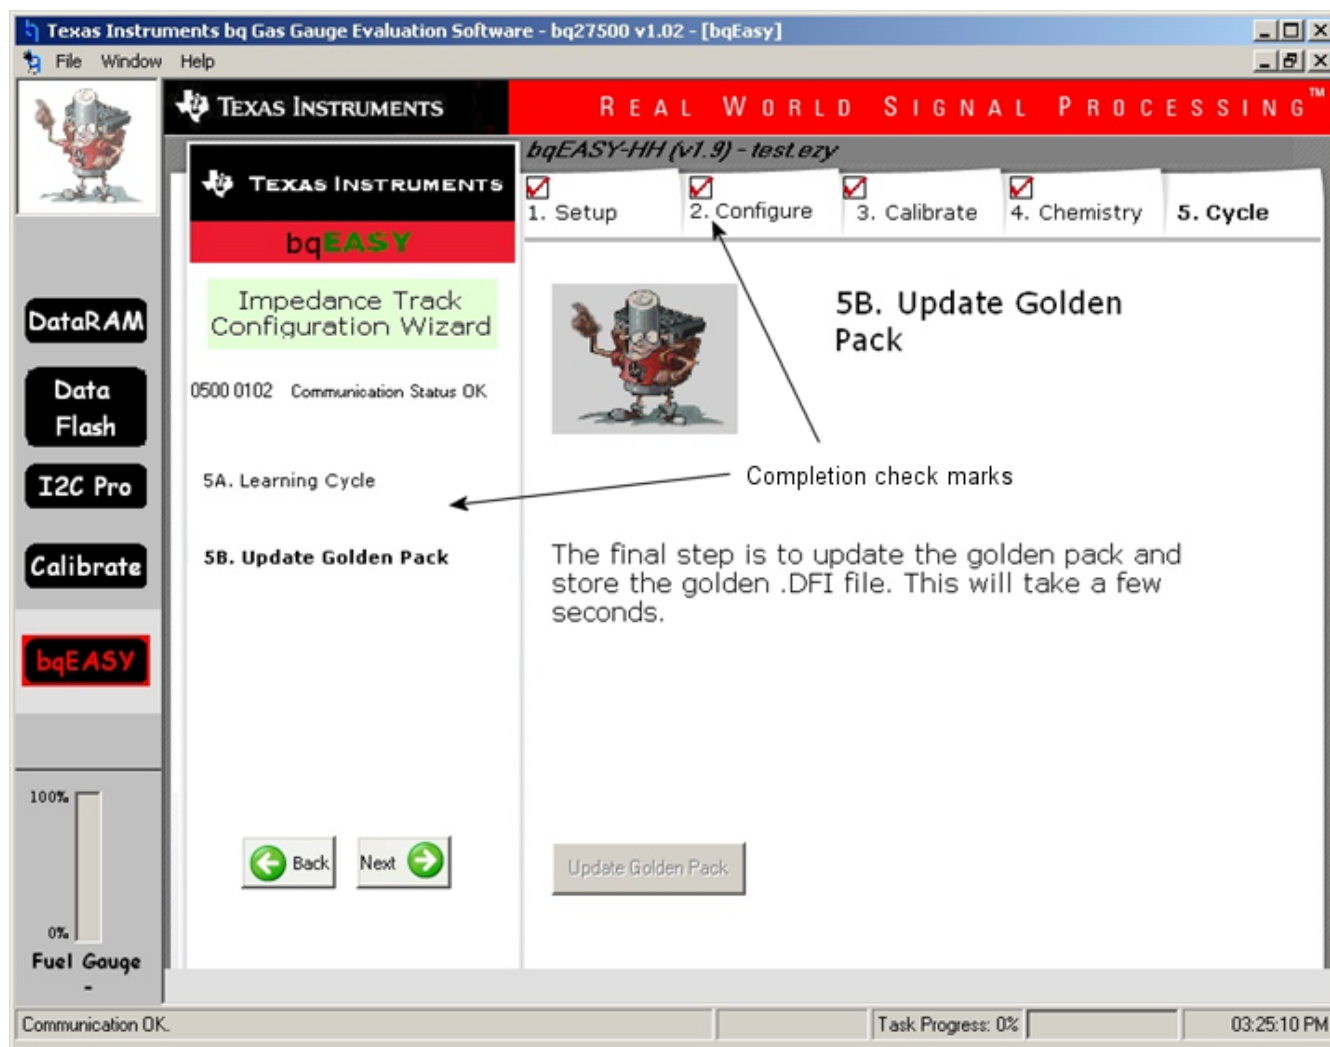 Texas Instruments bq Gas Gauge Evaluation Software - bq27500 v1.02 - [bqEasy]
File Window Help
TEXAS INSTRUMENTS
REAL WORLD SIGNAL PROCESSING™
bqEASY-HH (v1.9) - test.ezy
TEXAS INSTRUMENTS
bqEASY
1. Setup
2. Configure
3. Calibrate
4. Chemistry
5. Cycle
Impedance Track
Configuration Wizard
0500 0102 Communication Status OK
5A. Learning Cycle
5B. Update Golden Pack
Back
Next
5B. Update Golden
Pack
Completion check marks
The final step is to update the golden pack and
store the golden .DFI file. This will take a few
seconds.
Update Golden Pack
DataRAM
Data
Flash
I2C Pro
Calibrate
bqEASY
100%
0%
Fuel Gauge
-
Communication OK.
Task Progress: 0%
03:25:10 PM